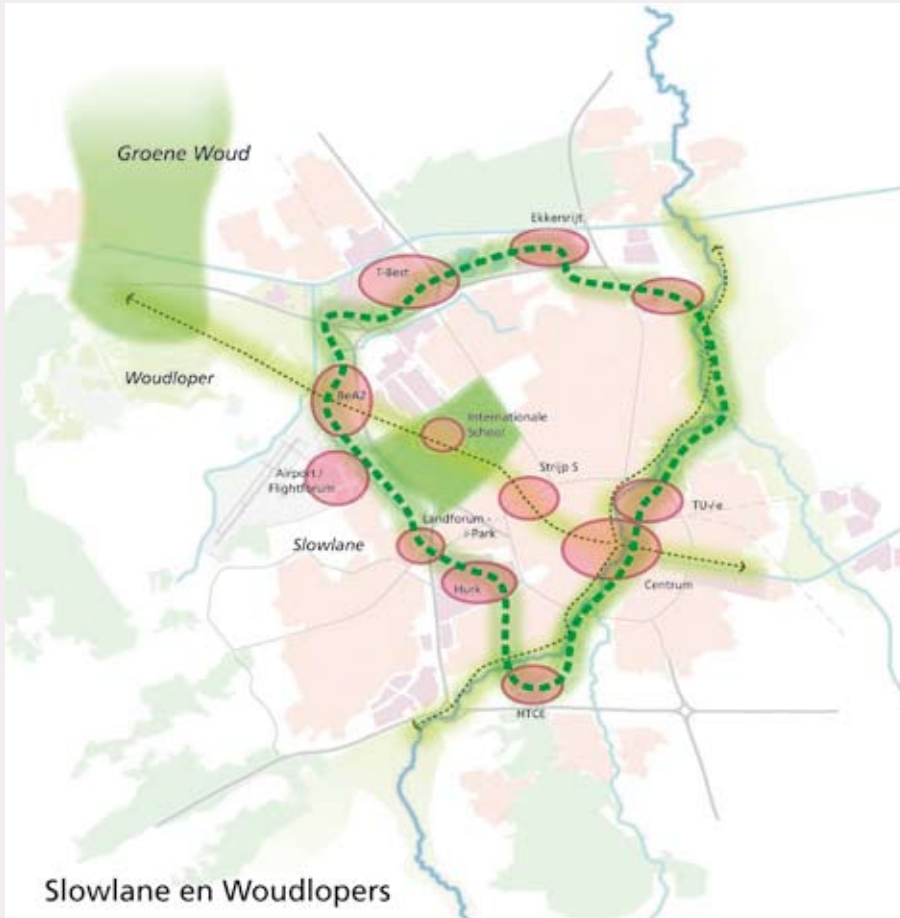 Groene Woud
Ekkersrijt
T-Best
Woudloper
BeA2
Internationale
School
Airport /
Flightforum
Strijp S
TU/e
Landforum -
Slowlane
Hurk
Centrum
HTCE
Slowlane en Woudlopers